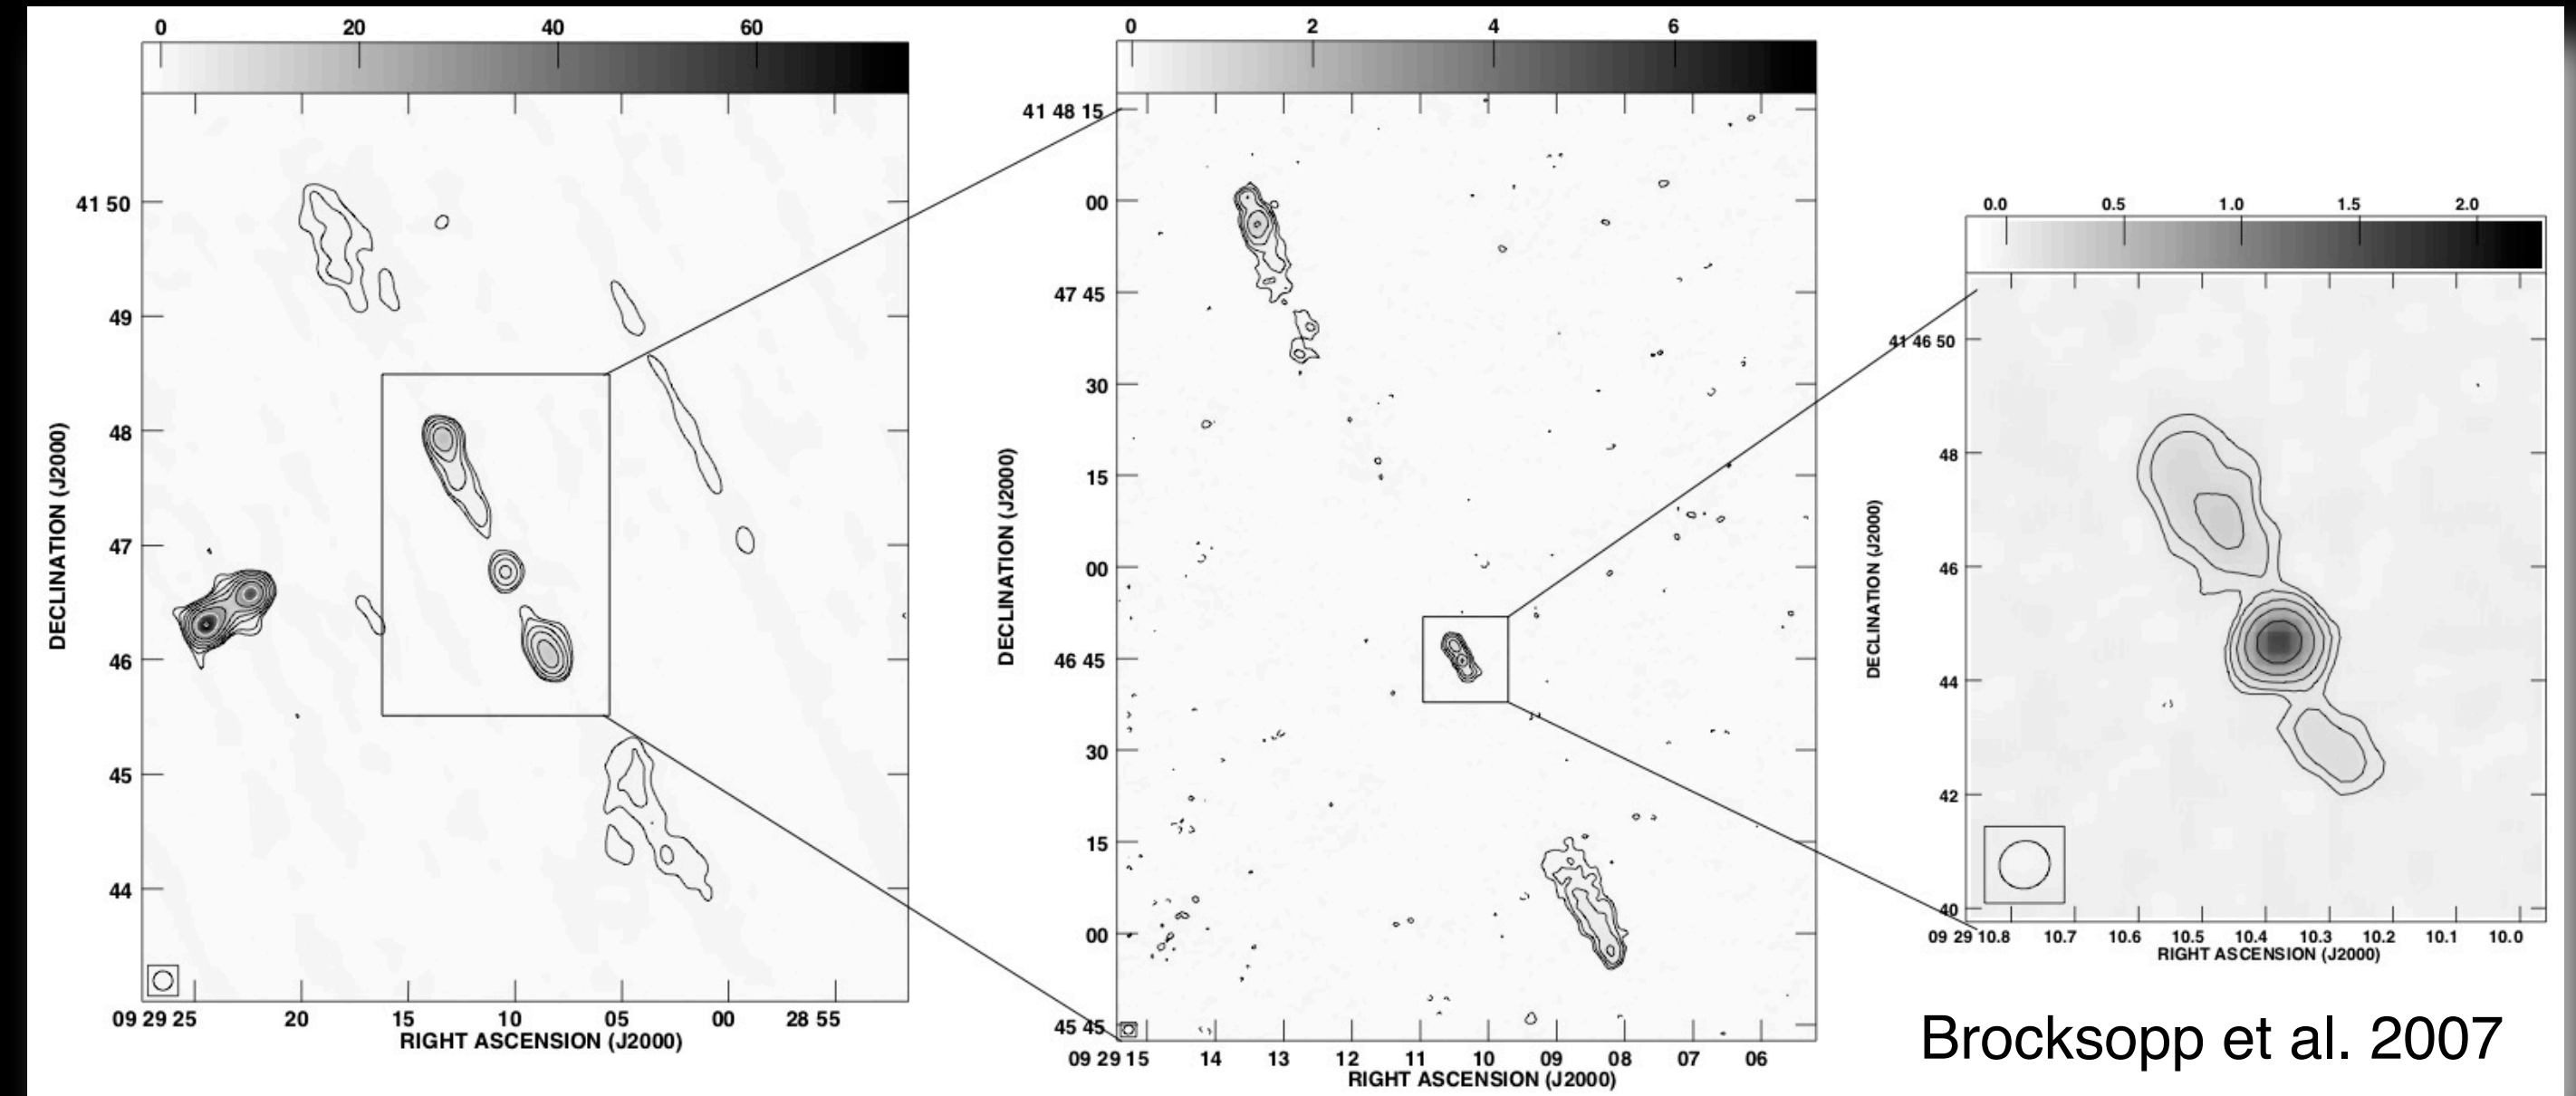 0 20 40 60
41 50
49
48
47
46
45
44
DECLINATION (J2000)
09 29 25 20 15 10 05 00 28 55
RIGHT ASCENSION (J2000)
0 2 4 6
41 48 15
00
47 45
30
15
00
46 45
30
15
00
45 45
DECLINATION (J2000)
09 29 15 14 13 12 11 10 09 08 07 06
RIGHT ASCENSION (J2000)
0.0 0.5 1.0 1.5 2.0
41 46 50
48
46
44
42
40
DECLINATION (J2000)
09 29 10.8 10.7 10.6 10.5 10.4 10.3 10.2 10.1 10.0
RIGHT ASCENSION (J2000)
Brocksopp et al. 2007